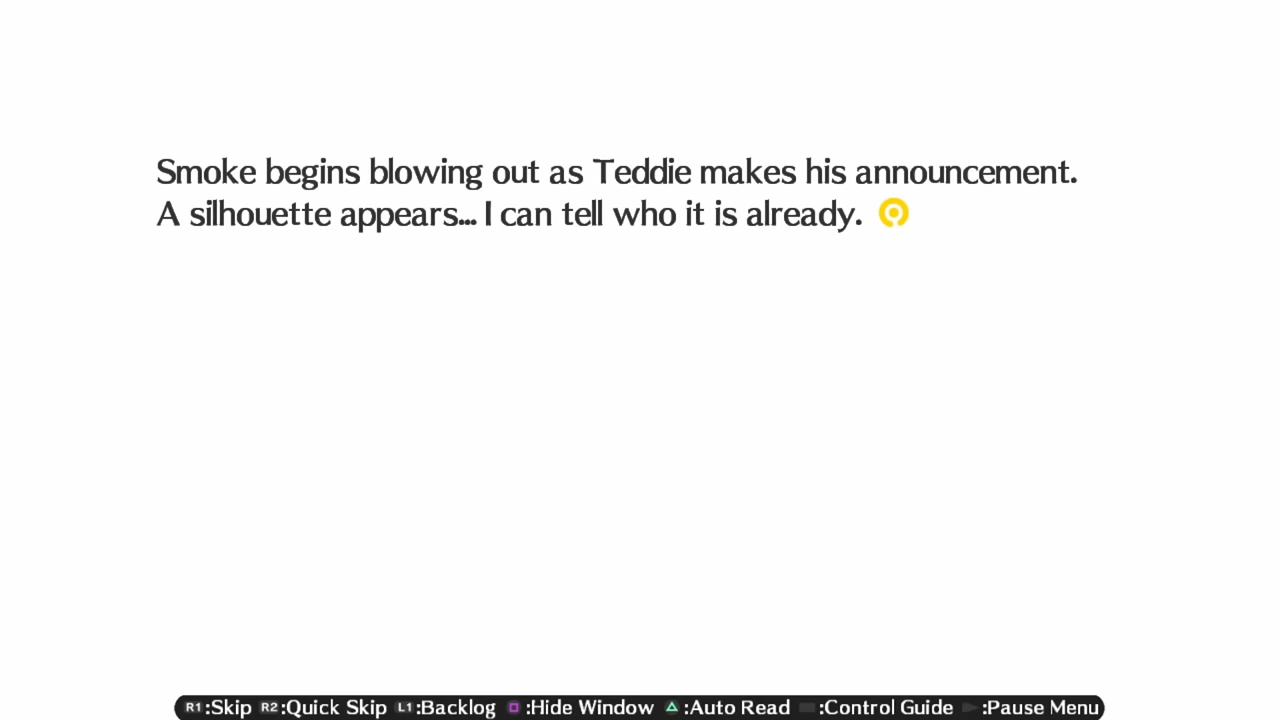 Smoke begins blowing out as Teddie makes his announcement.
A silhouette appears... I can tell who it is already.
R1:Skip R2:Quick Skip L1:Backlog :Hide Window :Auto Read :Control Guide :Pause Menu